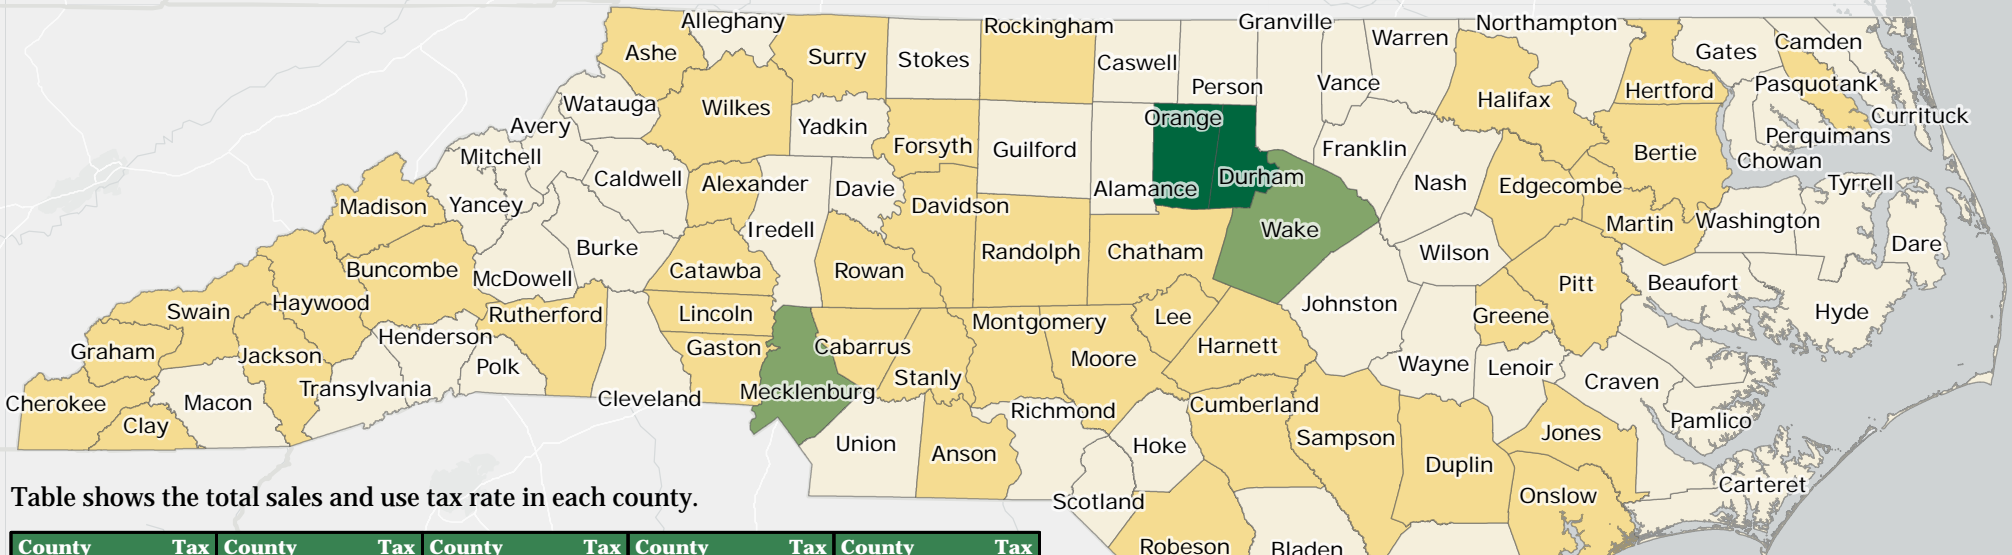 Alleghany
Rockingham
Granville
Northampton
Ashe
Surry
Stokes
Caswell
Warren
Gates
Camden
Watauga
Wilkes
Person
Vance
Halifax
Hertford
Pasquotank
Avery
Yadkin
Forsyth
Guilford
Orange
Franklin
Bertie
Perquimans
Currituck
Mitchell
Caldwell
Alexander
Davie
Alamance
Durham
Nash
Edgecombe
Chowan
Tyrrell
Madison
Yancey
Iredell
Davidson
Wake
Martin
Washington
Dare
Buncombe
McDowell
Burke
Catawba
Rowan
Randolph
Chatham
Wilson
Pitt
Beaufort
Hyde
Swain
Haywood
Rutherford
Lincoln
Montgomery
Lee
Johnston
Greene
Graham
Jackson
Henderson
Polk
Gaston
Cabarrus
Stanly
Moore
Harnett
Wayne
Lenoir
Craven
Cherokee
Clay
Macon
Transylvania
Cleveland
Mecklenburg
Union
Anson
Richmond
Hoke
Cumberland
Sampson
Duplin
Jones
Pamlico
Scotland
Onslow
Carteret
Robeson
Bladen
Table shows the total sales and use tax rate in each county.
County Tax County Tax County Tax County Tax County Tax